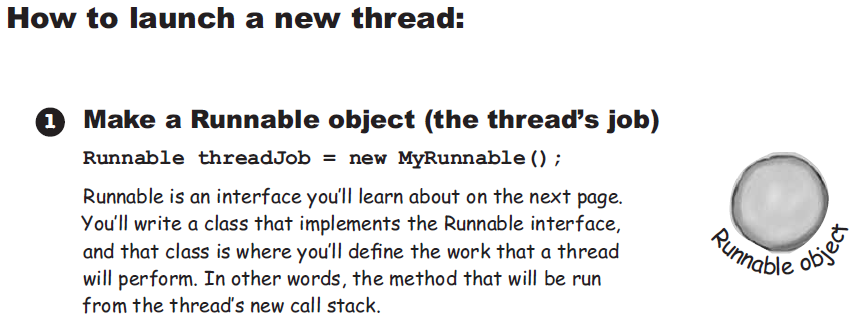 How to launch a new thread:
1 Make a Runnable object (the thread's job)
Runnable threadJob = new MyRunnable();
Runnable is an interface you'll learn about on the next page.
You'll write a class that implements the Runnable interface,
and that class is where you'll define the work that a thread
will perform. In other words, the method that will be run
from the thread's new call stack.
Runnable object